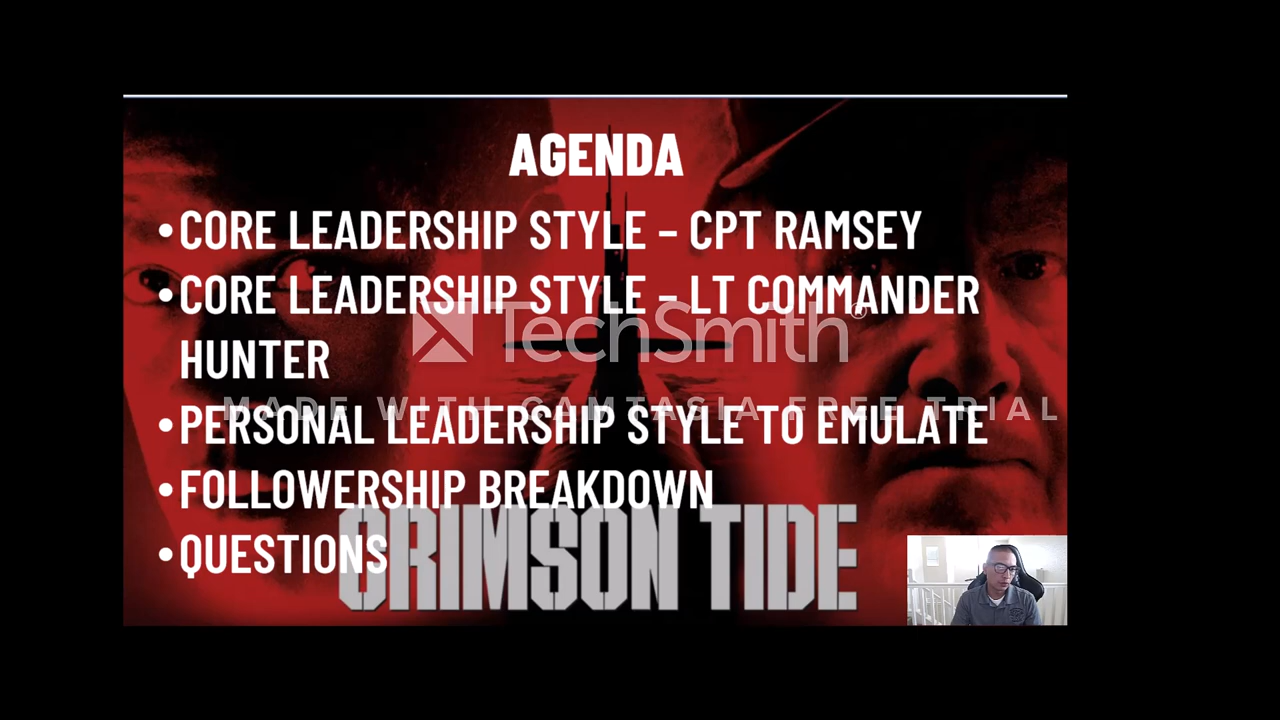 AGENDA
•CORE LEADERSHIP STYLE – CPT RAMSEY
•CORE LEADERSHIP STYLE – LT COMMANDER
HUNTER
TechSmith®
MADE WITH CAMTASIA FREE TRIAL
•PERSONAL LEADERSHIP STYLE TO EMULATE
•FOLLOWERSHIP BREAKDOWN
•QUESTIONS
CRIMSON TIDE